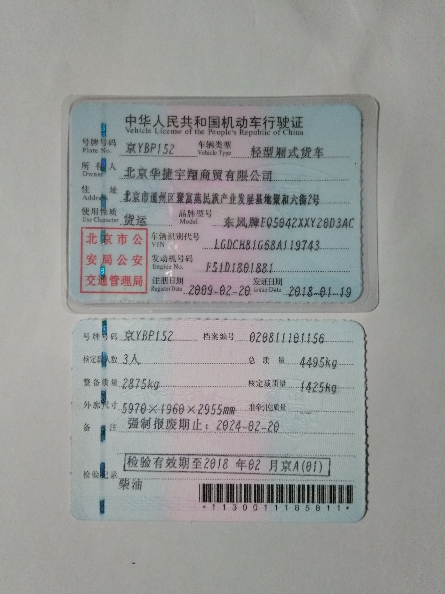 中华人民共和国机动车行驶证
Vehicle License of the People's Republic of China
号牌号码 京YBP152 车辆类型 轻型厢式货车
Plate No. Vehicle Type
所有人 北京华捷宇翔商贸有限公司
Owner
住址 北京市通州区聚富苑民族产业发展基地聚和六街2号
Address
使用性质 货运 品牌型号 东风牌EQ5042XXY20D3AC
Use Character Model
北京市公安局公安交通管理局
车辆识别代号 LGDCH81G68A119743
VIN
发动机号码 F51D1801881
Engine No.
注册日期 2009-02-20 发证日期 2018-01-19
Register Date Issue Date
号牌号码 京YBP152 档案编号 020811101156
核定载人数 3人 总质量 4495kg
整备质量 2875kg 核定载质量 1425kg
外廓尺寸 5970×1960×2955mm 准牵引总质量
备注 强制报废期止：2024-02-20
检验有效期至2018 年02 月京A(01)
检验记录
柴油
*1130011185811*